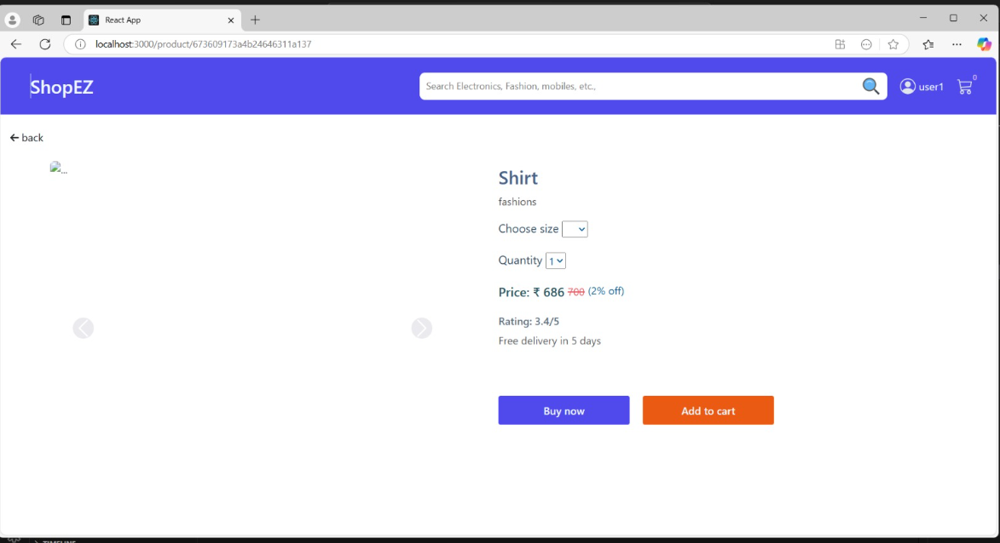 React App
localhost:3000/product/673609173a4b24646311a137
ShopEZ
Search Electronics, Fashion, mobiles, etc.,
user1
0
back
...
Shirt
fashions
Choose size
Quantity 1
Price: ₹ 686 700 (2% off)
Rating: 3.4/5
Free delivery in 5 days
Buy now
Add to cart
TIMELINE